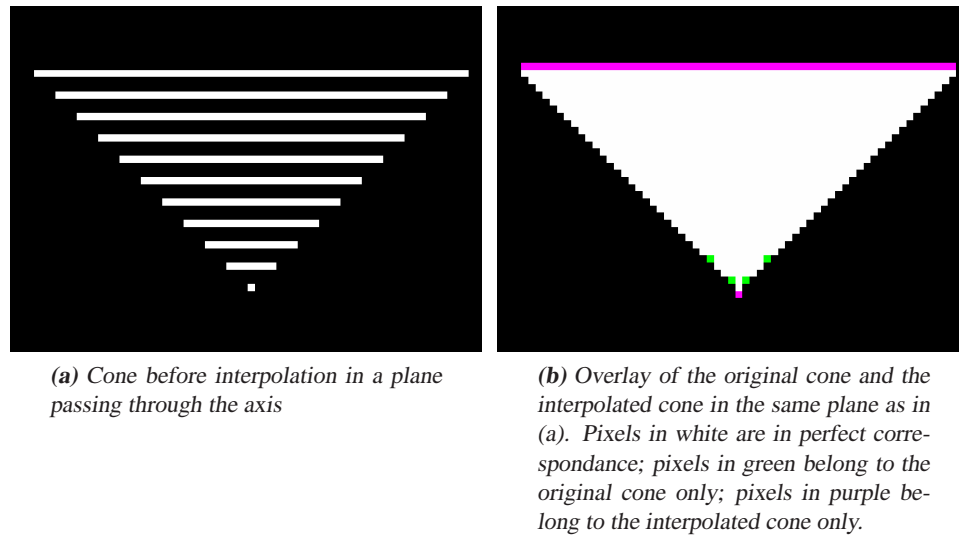 (a) Cone before interpolation in a plane
passing through the axis
(b) Overlay of the original cone and the
interpolated cone in the same plane as in
(a). Pixels in white are in perfect corre-
spondance; pixels in green belong to the
original cone only; pixels in purple be-
long to the interpolated cone only.